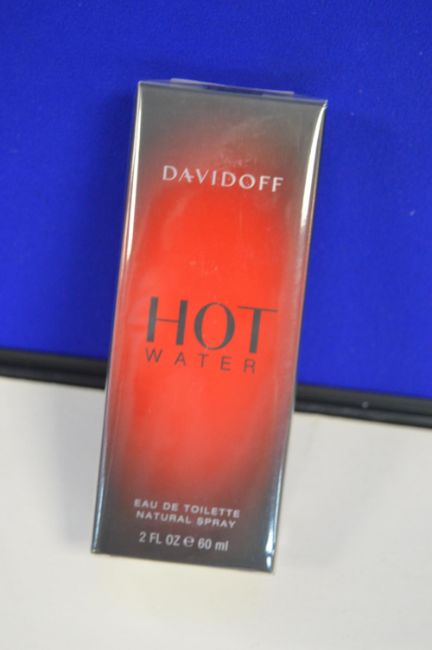 DAVIDOFF
HOT
WATER
EAU DE TOILETTE
NATURAL SPRAY
2 FL OZ ℮ 60 ml